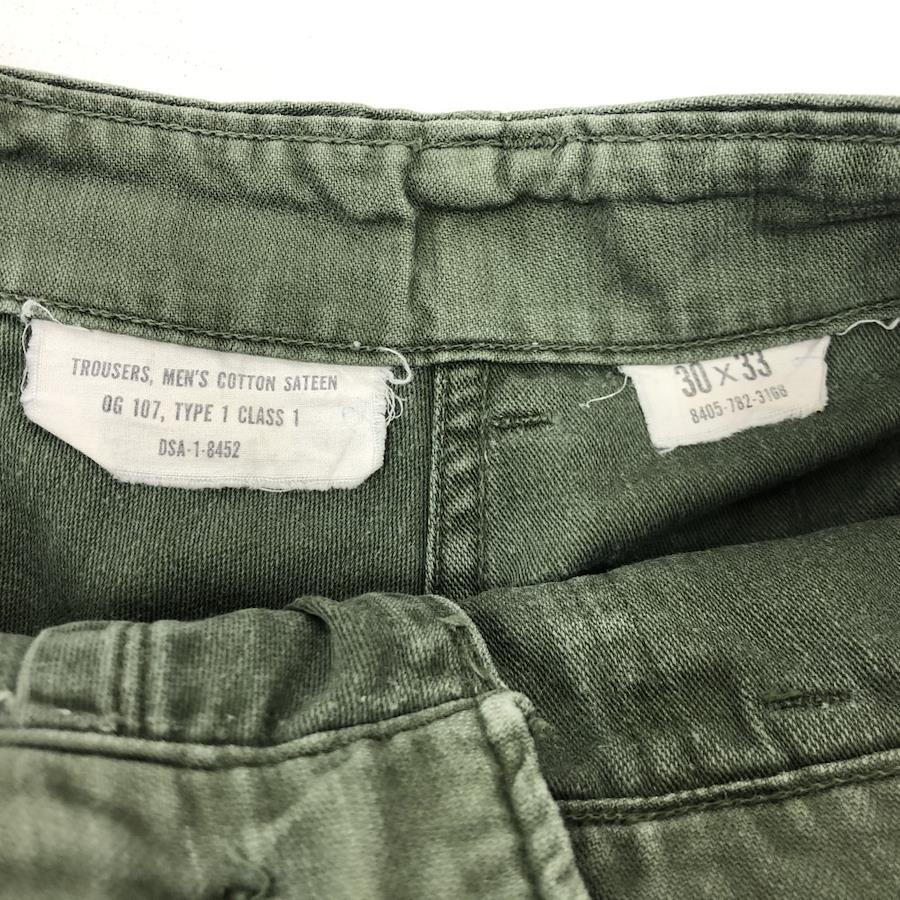 TROUSERS, MEN'S COTTON SATEEN
OG 107, TYPE 1 CLASS 1
DSA-1-8452
30 X 33
8405-782-3168